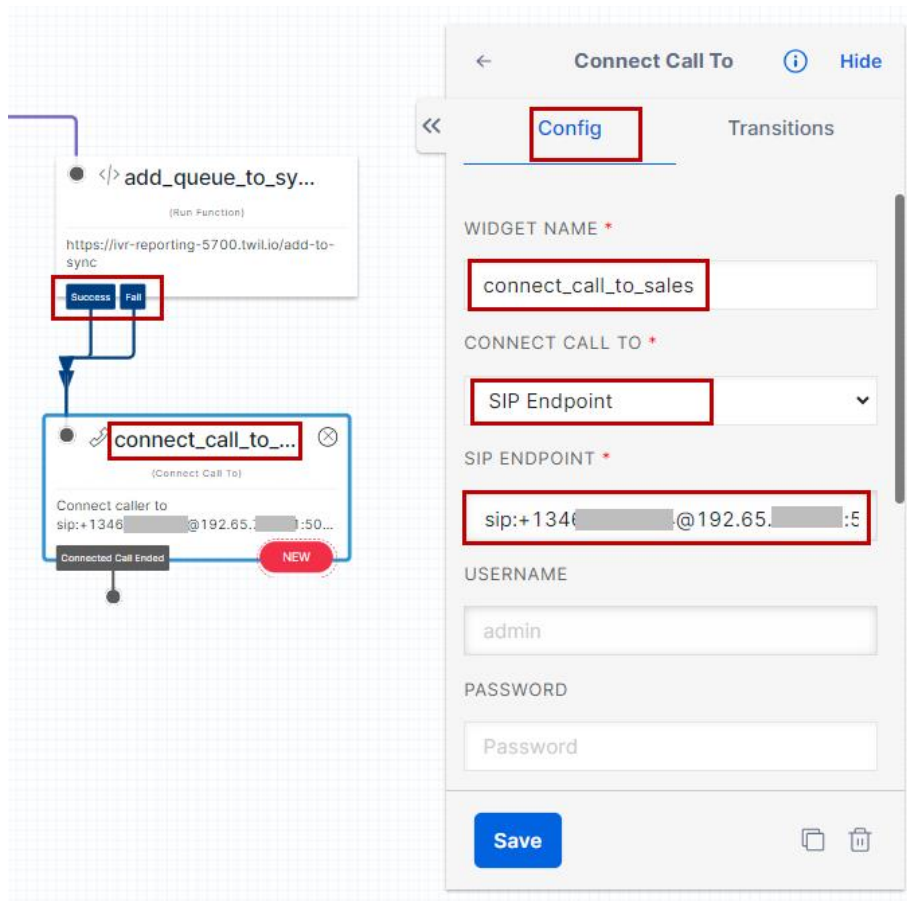 </> add_queue_to_sy...
(Run Function)
https://ivr-reporting-5700.twil.io/add-to-
sync
Success Fail
connect_call_to_...
(Connect Call To)
Connect caller to
sip:+1346 @192.65. 1:50...
Connected Call Ended
NEW
Connect Call To
Hide
Config
Transitions
WIDGET NAME *
connect_call_to_sales
CONNECT CALL TO *
SIP Endpoint
SIP ENDPOINT *
sip:+134 @192.65. :5
USERNAME
admin
PASSWORD
Password
Save